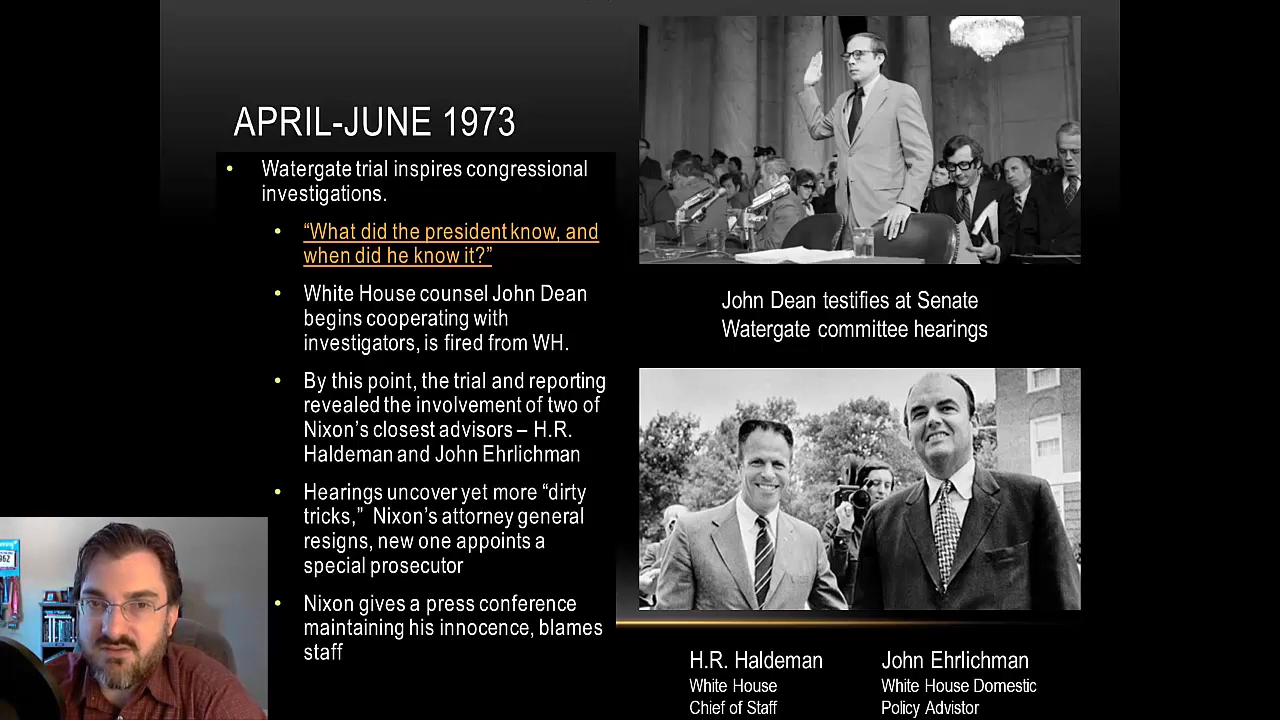 APRIL-JUNE 1973
Watergate trial inspires congressional
investigations.
“What did the president know, and
when did he know it?”
White House counsel John Dean
begins cooperating with
investigators, is fired from WH.
By this point, the trial and reporting
revealed the involvement of two of
Nixon’s closest advisors – H.R.
Haldeman and John Ehrlichman
Hearings uncover yet more “dirty
tricks,” Nixon’s attorney general
resigns, new one appoints a
special prosecutor
Nixon gives a press conference
maintaining his innocence, blames
staff
John Dean testifies at Senate
Watergate committee hearings
H.R. Haldeman
White House
Chief of Staff
John Ehrlichman
White House Domestic
Policy Advistor